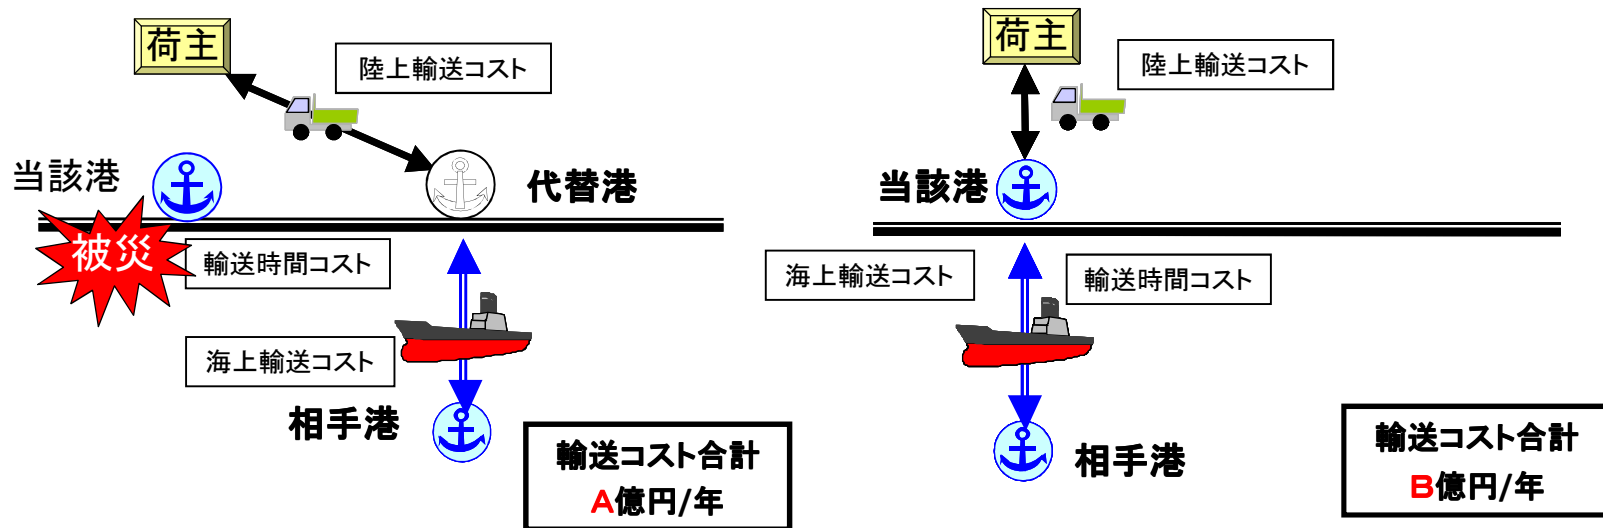 荷主
陸上輸送コスト
当該港
代替港
被災
輸送時間コスト
海上輸送コスト
相手港
輸送コスト合計
A億円/年
荷主
陸上輸送コスト
当該港
海上輸送コスト
輸送時間コスト
相手港
輸送コスト合計
B億円/年